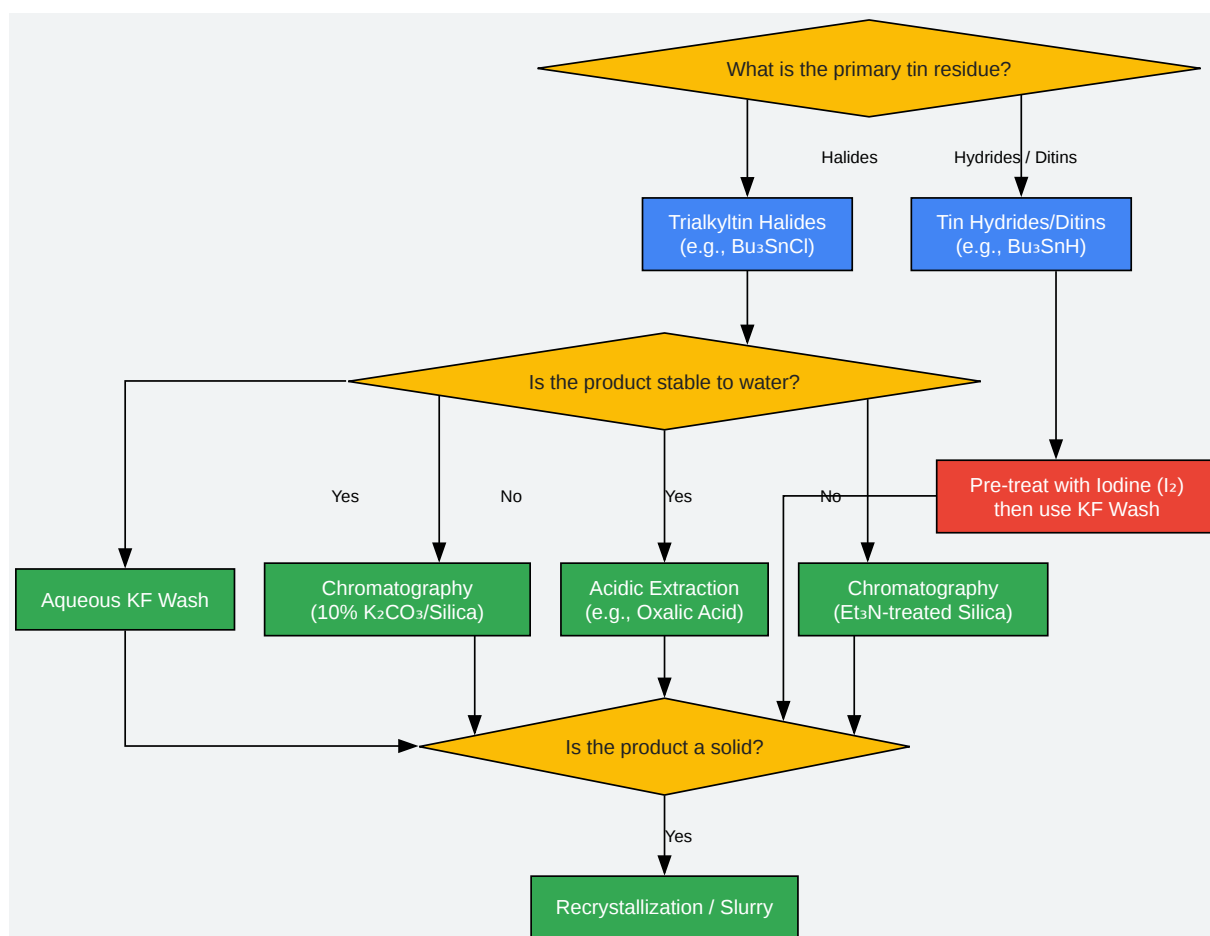 What is the primary tin residue?
Halides
Hydrides / Ditins
Trialkyltin Halides
(e.g., Bu₃SnCl)
Tin Hydrides/Ditins
(e.g., Bu₃SnH)
Is the product stable to water?
Yes
No
Yes
No
Pre-treat with Iodine (I₂)
then use KF Wash
Aqueous KF Wash
Chromatography
(10% K₂CO₃/Silica)
Acidic Extraction
(e.g., Oxalic Acid)
Chromatography
(Et₃N-treated Silica)
Is the product a solid?
Yes
Recrystallization / Slurry